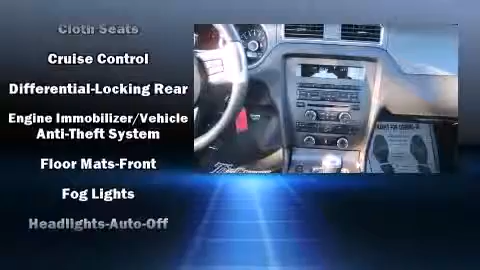 Cloth Seats
Cruise Control
Differential-Locking Rear
Engine Immobilizer/Vehicle
Anti-Theft System
Floor Mats-Front
Fog Lights
Headlights-Auto-Off